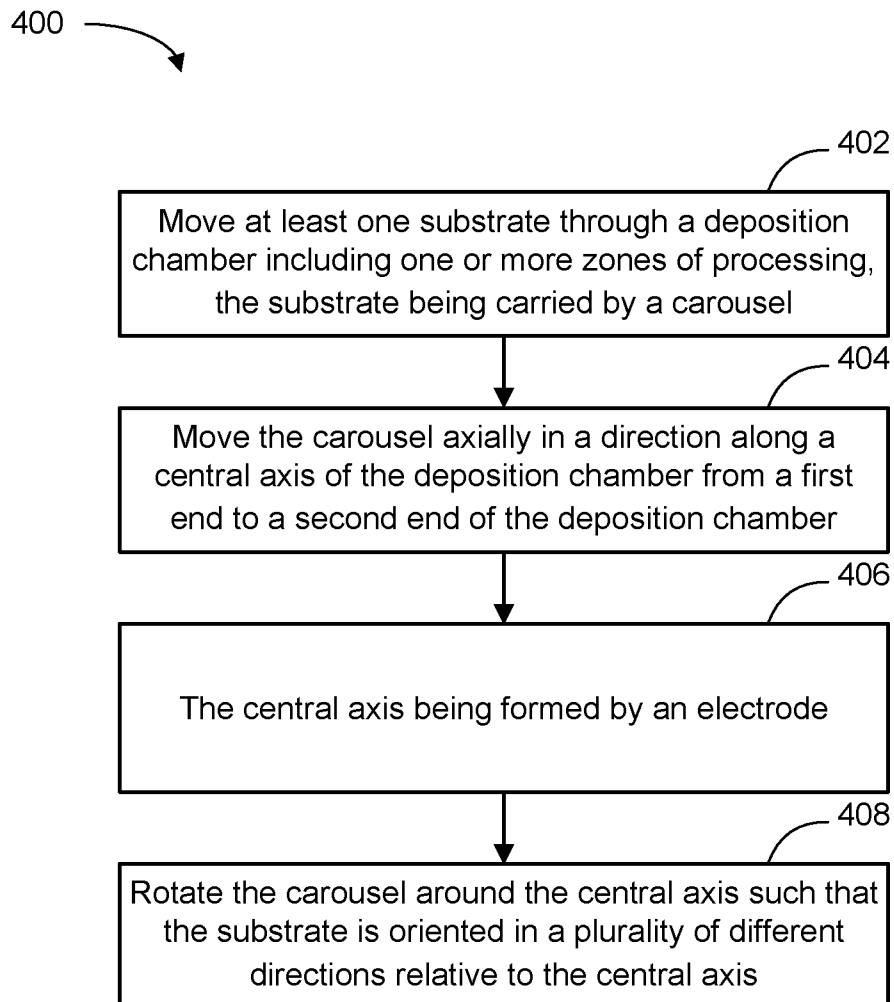 400
402
Move at least one substrate through a deposition
chamber including one or more zones of processing,
the substrate being carried by a carousel
404
Move the carousel axially in a direction along a
central axis of the deposition chamber from a first
end to a second end of the deposition chamber
406
The central axis being formed by an electrode
408
Rotate the carousel around the central axis such that
the substrate is oriented in a plurality of different
directions relative to the central axis